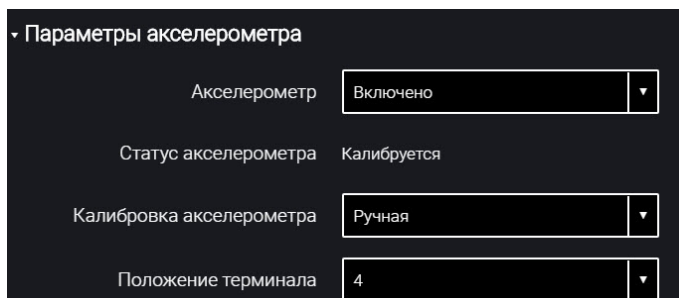 Параметры акселерометра
Акселерометр Включено
Статус акселерометра Калибруется
Калибровка акселерометра Ручная
Положение терминала 4